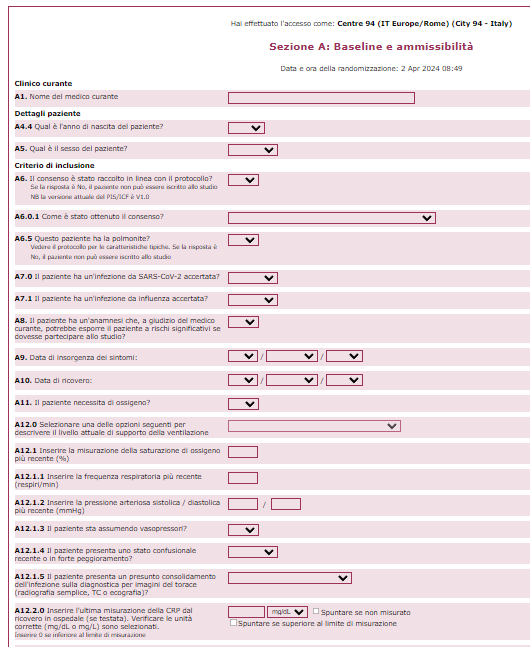 Hai effettuato l'accesso come: Centre 94 (IT Europe/Rome) (City 94 - Italy)
Sezione A: Baseline e ammissibilità
Data e ora della randomizzazione: 2 Apr 2024 08:49
Clinico curante
A1. Nome del medico curante
Dettagli paziente
A4.4 Qual è l'anno di nascita del paziente?
A5. Qual è il sesso del paziente?
Criterio di inclusione
A6. Il consenso è stato raccolto in linea con il protocollo?
Se la risposta è No, il paziente non può essere iscritto allo studio
NB la versione attuale del PIS/ICF è V1.0
A6.0.1 Come è stato ottenuto il consenso?
A6.5 Questo paziente ha la polmonite?
Vedere il protocollo per le caratteristiche tipiche. Se la risposta è
No, il paziente non può essere iscritto allo studio
A7.0 Il paziente ha un'infezione da SARS-CoV-2 accertata?
A7.1 Il paziente ha un'infezione da influenza accertata?
A8. Il paziente ha un'anamnesi che, a giudizio del medico
curante, potrebbe esporre il paziente a rischi significativi se
dovesse partecipare allo studio?
A9. Data di insorgenza dei sintomi: / /
A10. Data di ricovero: / /
A11. Il paziente necessita di ossigeno?
A12.0 Selezionare una delle opzioni seguenti per
descrivere il livello attuale di supporto della ventilazione
A12.1 Inserire la misurazione della saturazione di ossigeno
più recente (%)
A12.1.1 Inserire la frequenza respiratoria più recente
(respiri/min)
A12.1.2 Inserire la pressione arteriosa sistolica / diastolica
più recente (mmHg) /
A12.1.3 Il paziente sta assumendo vasopressori?
A12.1.4 Il paziente presenta uno stato confusionale
recente o in forte peggioramento?
A12.1.5 Il paziente presenta un presunto consolidamento
dell'infezione sulla diagnostica per imagini del torace
(radiografia semplice, TC o ecografia)?
A12.2.0 Inserire l'ultima misurazione della CRP dal
ricovero in ospedale (se testata). Verificare le unità
corrette (mg/dL o mg/L) sono selezionati.
Inserire 0 se inferiore al limite di misurazione
mg/dL Spuntare se non misurato
Spuntare se superiore al limite di misurazione